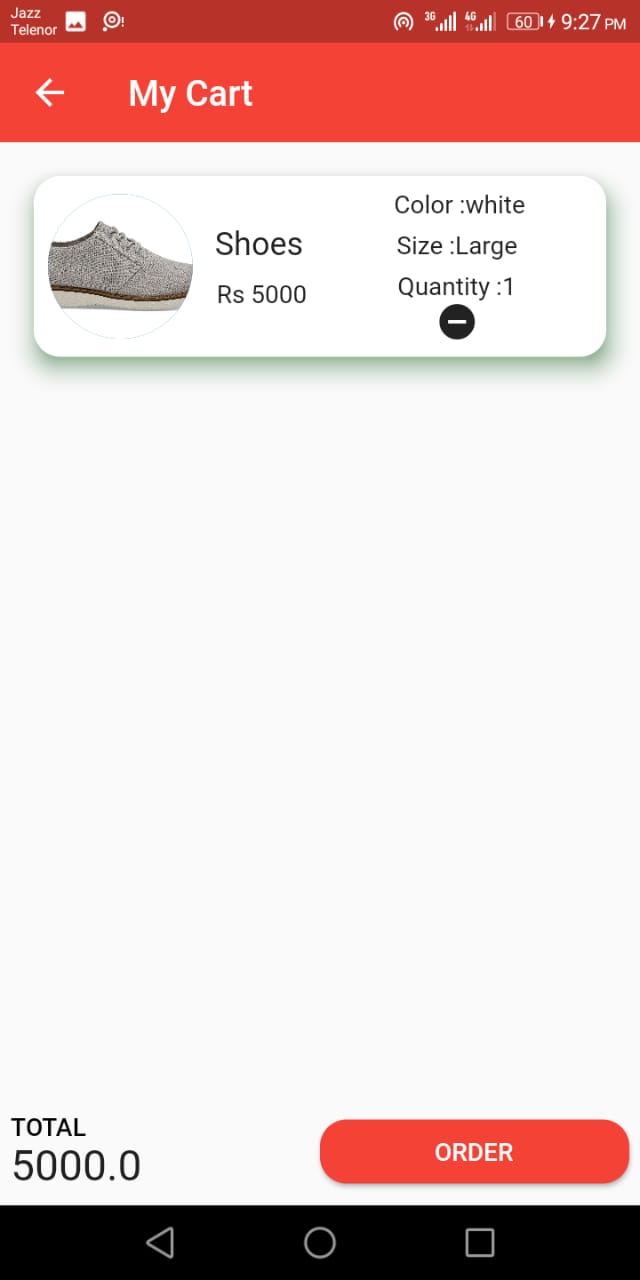 Jazz
Telenor
3G 4G 60 9:27 PM
My Cart
Shoes
Rs 5000
Color :white
Size :Large
Quantity :1
TOTAL
5000.0
ORDER